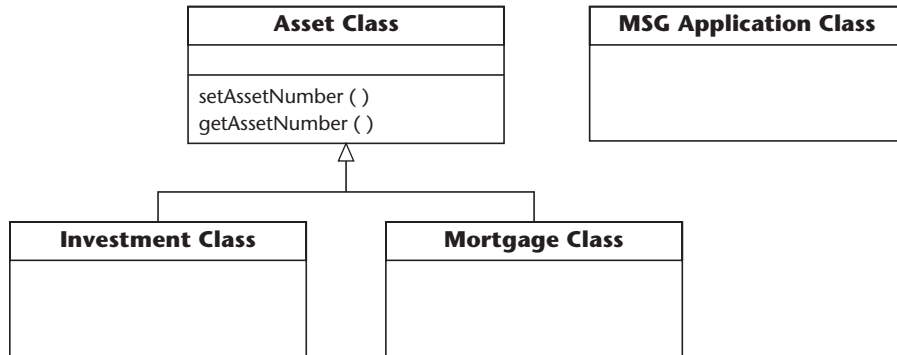 Asset Class
MSG Application Class
setAssetNumber ( )
getAssetNumber ( )
Investment Class
Mortgage Class